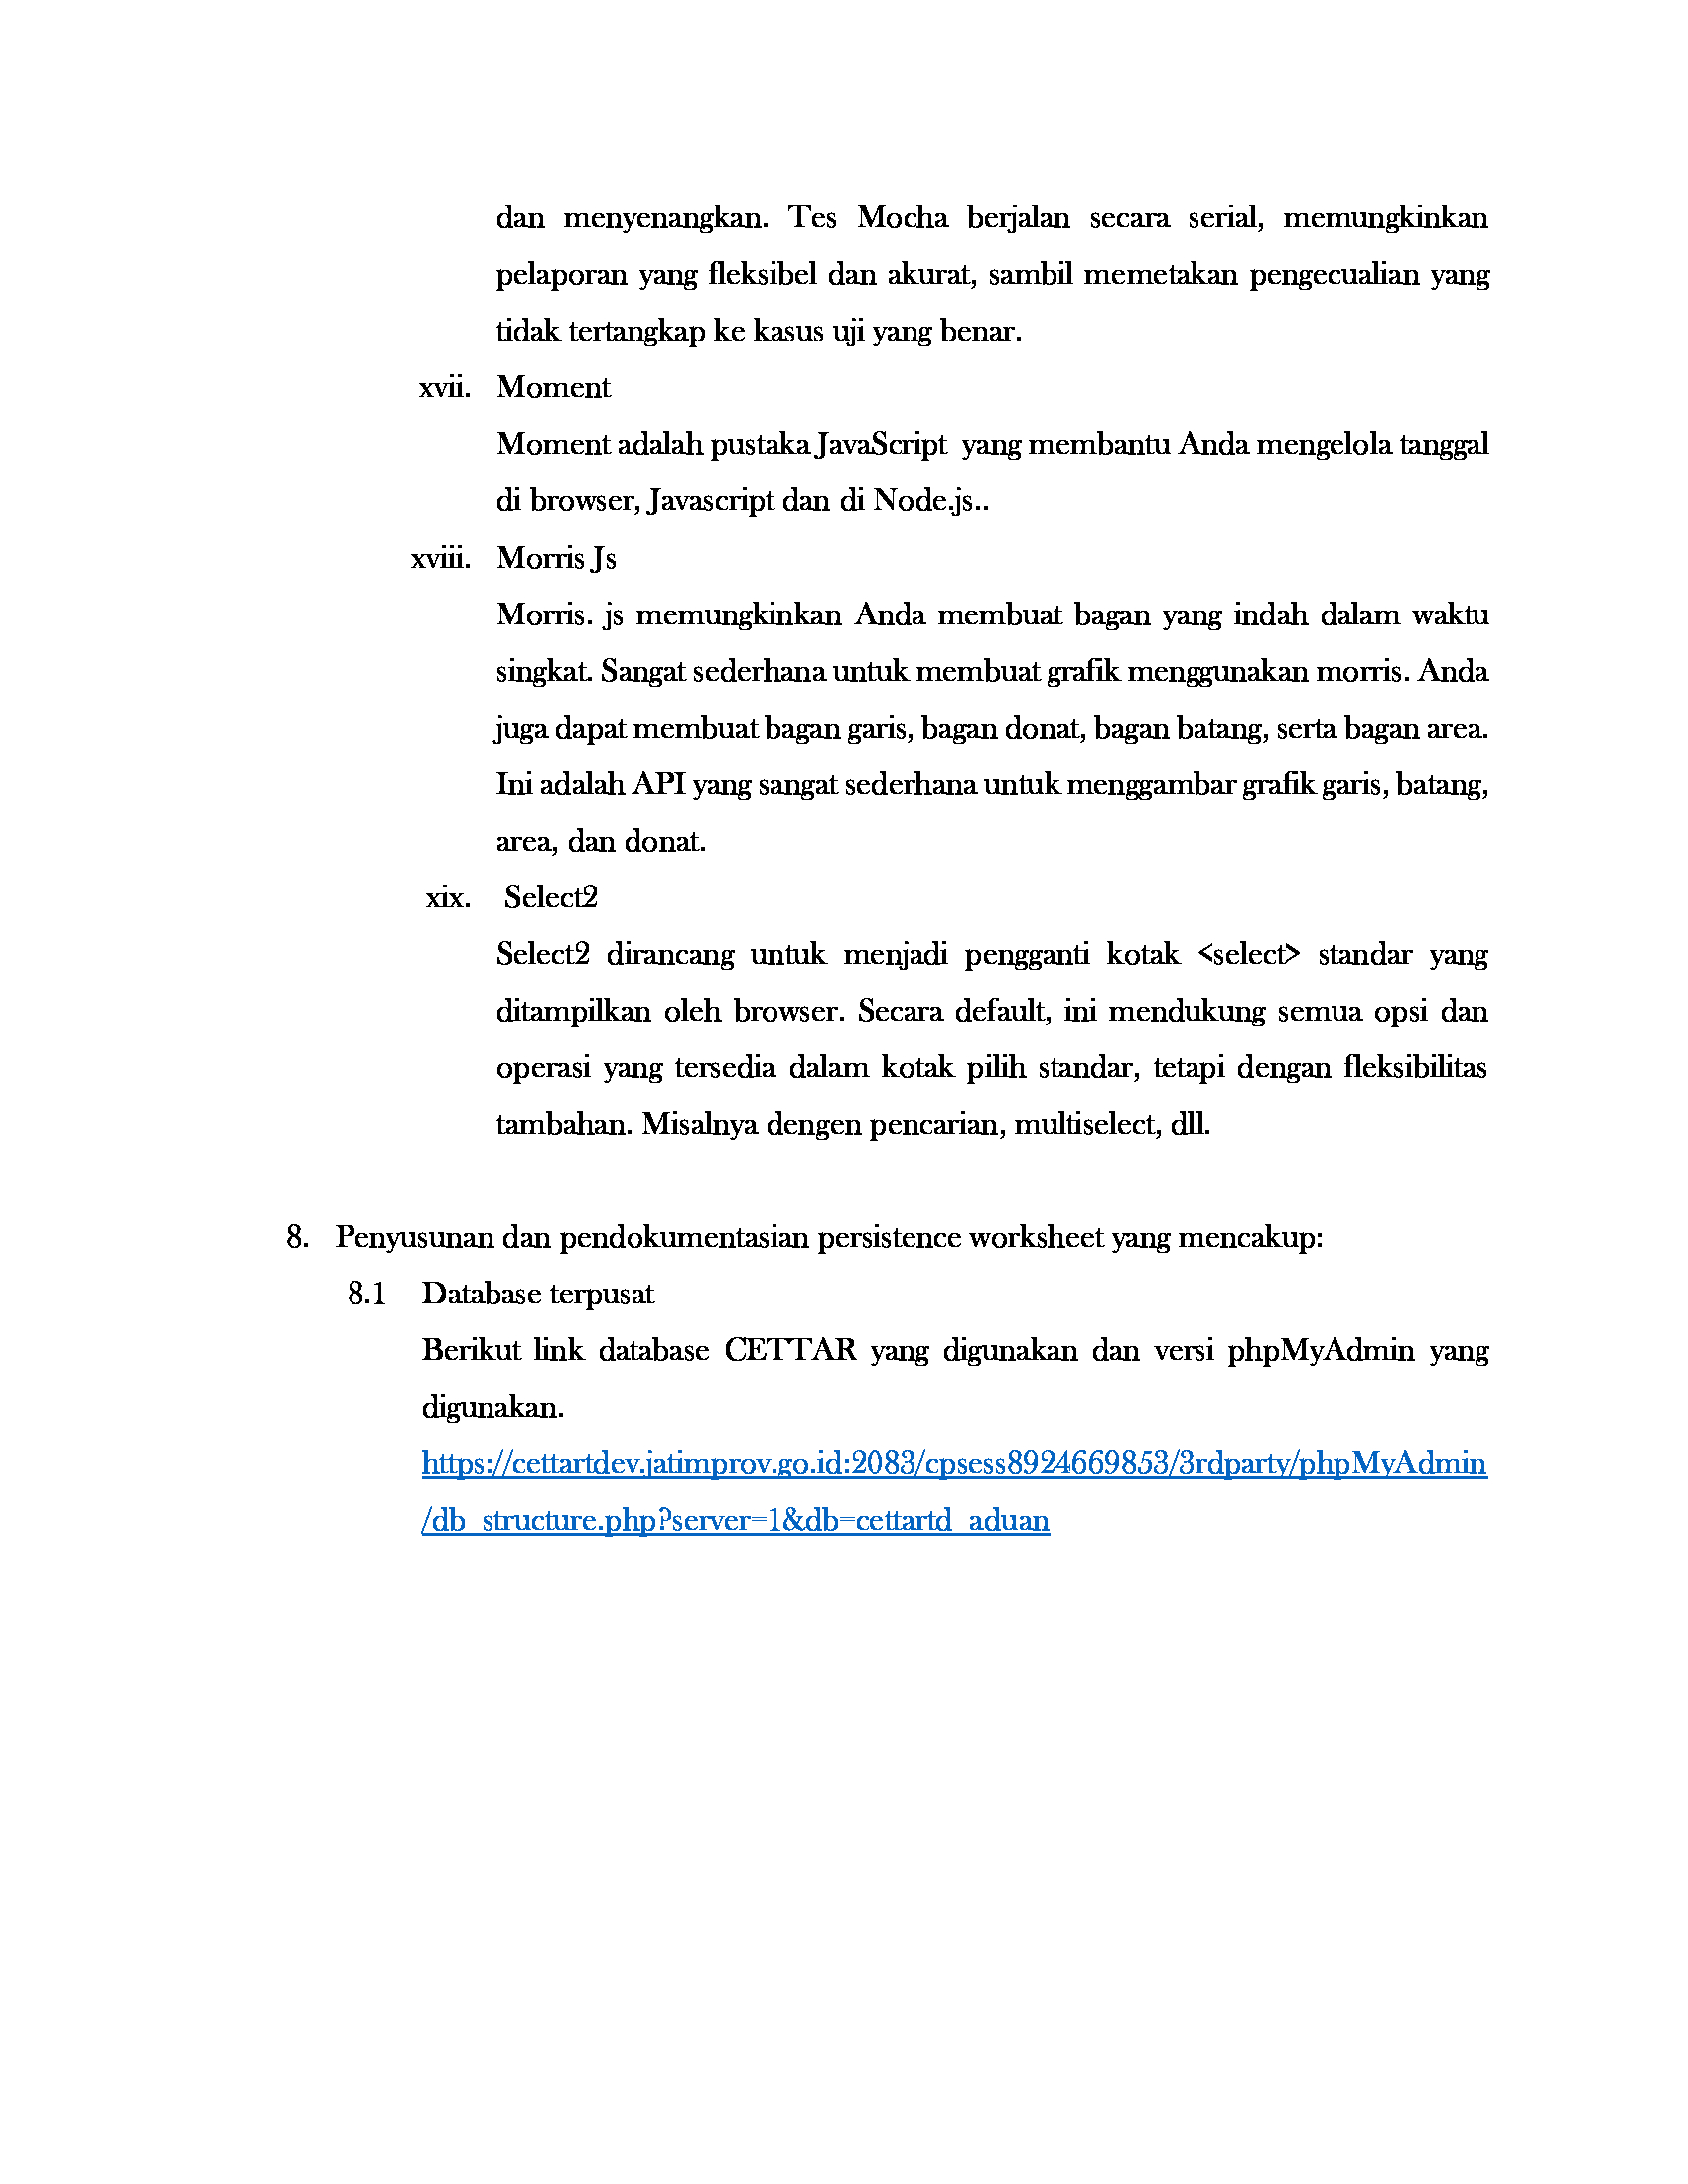 dan menyenangkan. Tes Mocha berjalan secara serial, memungkinkan
pelaporan yang fleksibel dan akurat, sambil memetakan pengecualian yang
tidak tertangkap ke kasus uji yang benar.
xvii. Moment
Moment adalah pustaka JavaScript yang membantu Anda mengelola tanggal
di browser, Javascript dan di Node.js..
xviii. Morris Js
Morris. js memungkinkan Anda membuat bagan yang indah dalam waktu
singkat. Sangat sederhana untuk membuat grafik menggunakan morris. Anda
juga dapat membuat bagan garis, bagan donat, bagan batang, serta bagan area.
Ini adalah API yang sangat sederhana untuk menggambar grafik garis, batang,
area, dan donat.
xix. Select2
Select2 dirancang untuk menjadi pengganti kotak <select> standar yang
ditampilkan oleh browser. Secara default, ini mendukung semua opsi dan
operasi yang tersedia dalam kotak pilih standar, tetapi dengan fleksibilitas
tambahan. Misalnya dengen pencarian, multiselect, dll.
8. Penyusunan dan pendokumentasian persistence worksheet yang mencakup:
8.1 Database terpusat
Berikut link database CETTAR yang digunakan dan versi phpMyAdmin yang
digunakan.
https://cettartdev.jatimprov.go.id:2083/cpsess8924669853/3rdparty/phpMyAdmin
/db_structure.php?server=1&db=cettartd_aduan